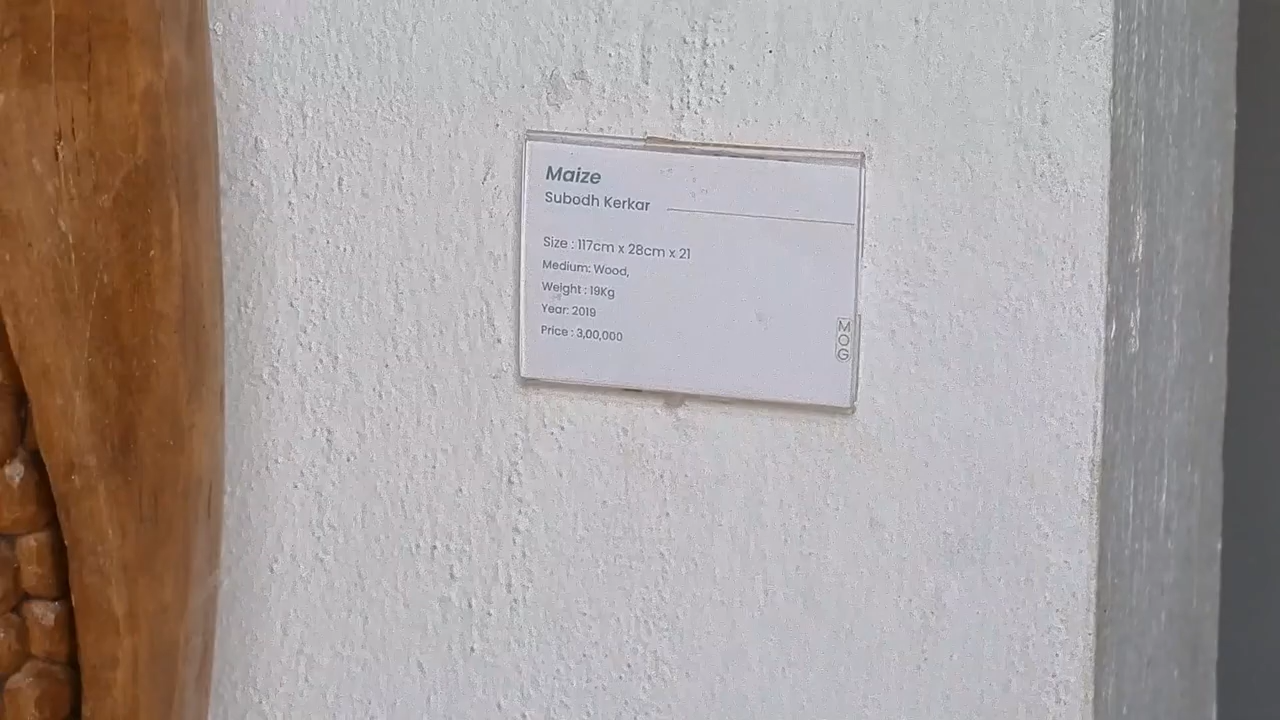 Maize
Subodh Kerkar
Size : 117cm x 28cm x 21
Medium: Wood,
Weight : 19Kg
Year: 2019
Price : 3,00,000
MOG